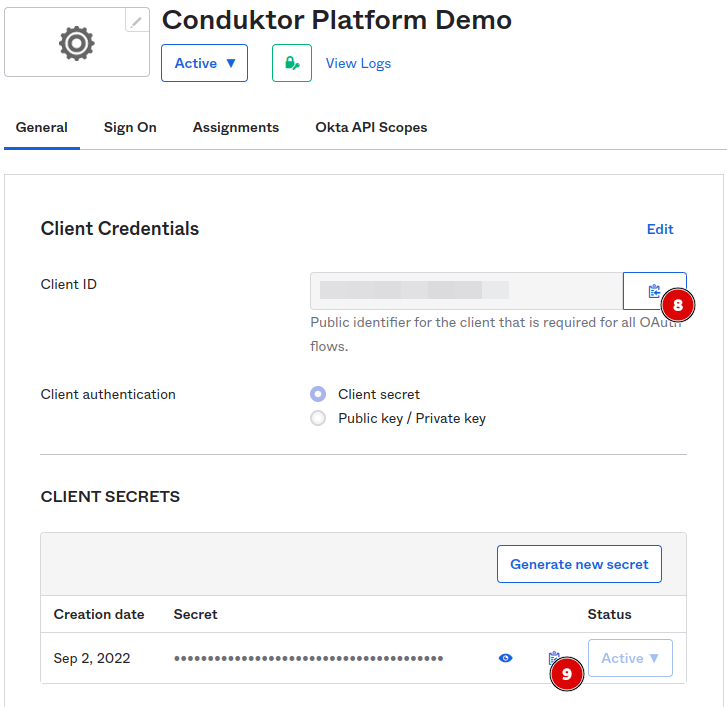 Conduktor Platform Demo
Active ▼
View Logs
General Sign On Assignments Okta API Scopes
Client Credentials
Edit
Client ID
8
Public identifier for the client that is required for all OAuth
flows.
Client authentication
Client secret
Public key / Private key
CLIENT SECRETS
Generate new secret
Creation date Secret Status
Sep 2, 2022 •••••••••••••••••••••••••••••••••••••••• Active ▼
9